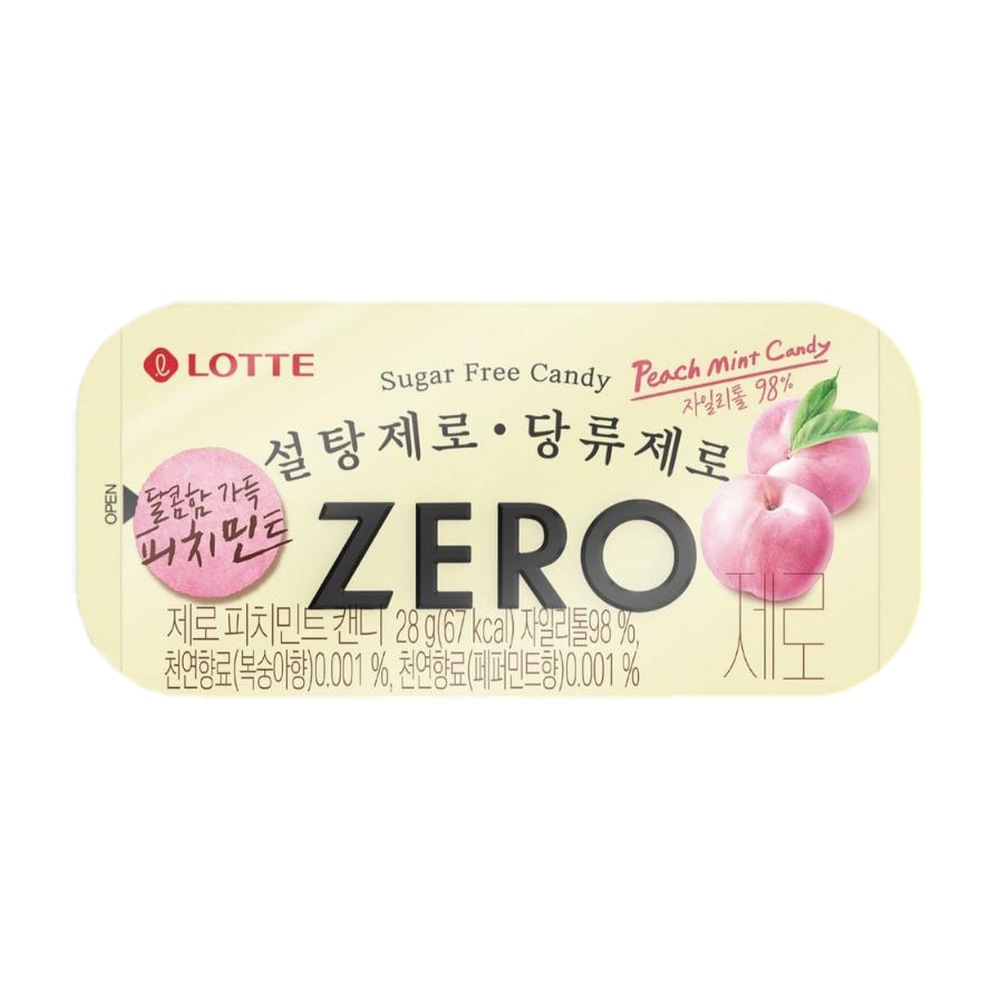 LOTTE
Sugar Free Candy
Peach Mint Candy
자일리톨 98%
설탕제로·당류제로
OPEN
달콤함 가득
피치민트
ZERO
제로
제로 피치민트 캔디 28 g(67 kcal) 자일리톨98 %,
천연향료(복숭아향)0.001 %, 천연향료(페퍼민트향)0.001 %